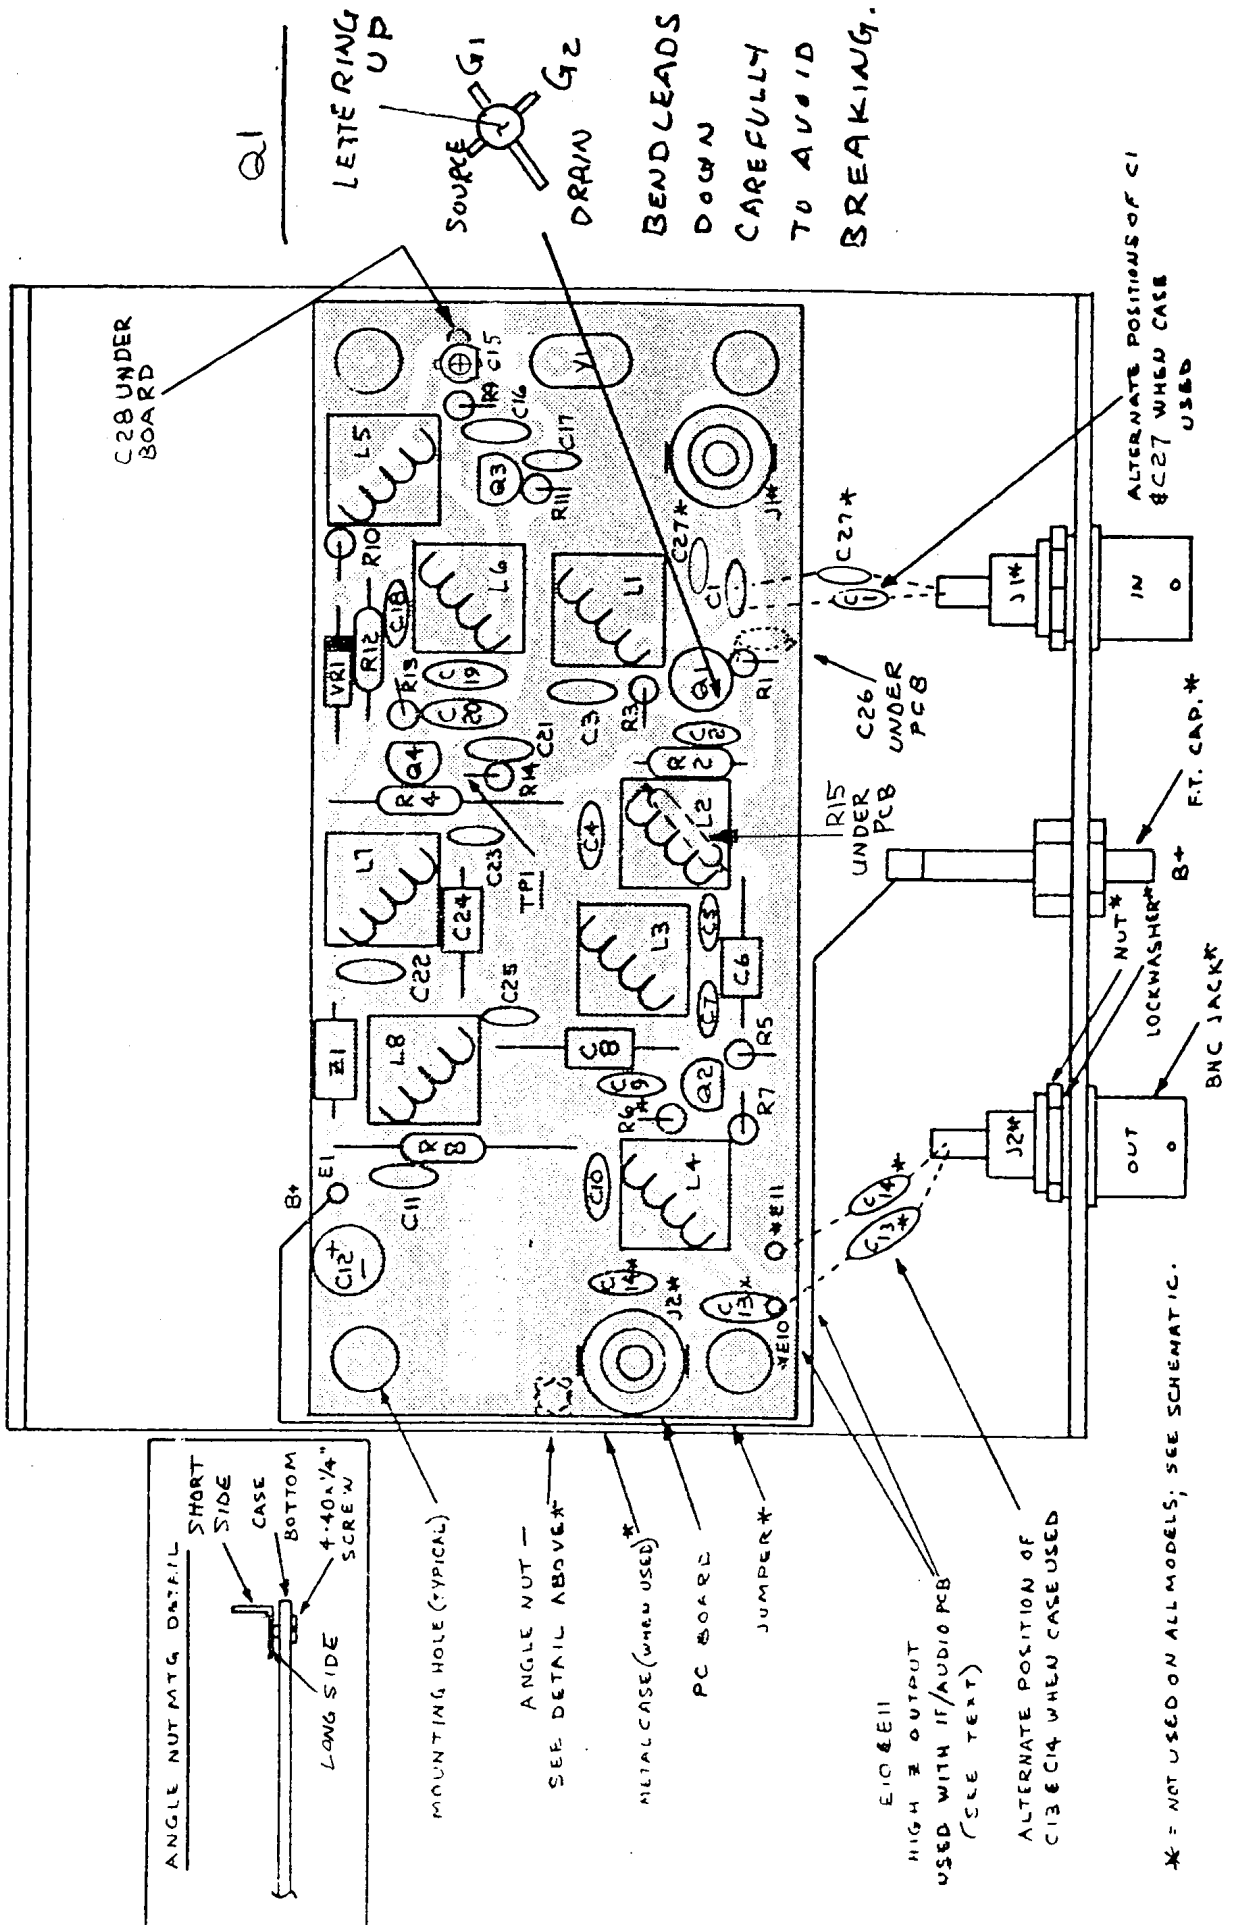 ANGLE NUT MTG DETAIL
SHORT
SIDE
CASE
BOTTOM
4-40x1/4"
SCREW
LONG SIDE
MOUNTING HOLE (TYPICAL)
ANGLE NUT —
SEE DETAIL ABOVE*
METAL CASE (WHEN USED)*
PC BOARD
JUMPER*
E10 & E11
HIGH Z OUTPUT
USED WITH IF/AUDIO PCB
(SEE TEXT)
ALTERNATE POSITION OF
C13 & C14 WHEN CASE USED
* = NOT USED ON ALL MODELS; SEE SCHEMATIC.
B+
E1
C12
+
—
Z1
C11
R8
L8
C22
C25
L7
C24
C23
R4
TP1
Q4
R14
C21
VR1
R12
R13
C18
C19
C20
R10
L6
L5
Q3
R11
C17
C16
R9
C15
Y1
J2*
C14*
C13*
*E10
*E11
C10
L4
R6*
C9
C8
Q2
R7
R5
C7
C6
C5
L3
C4
L2
R2
C2
C3
R3
Q1
R1
L1
C1
C27*
J1*
C28 UNDER
BOARD
R15
UNDER
PCB
C26
UNDER
PCB
C14*
C13*
J2*
OUT
NUT*
LOCKWASHER*
BNC JACK*
B+
F.T. CAP.*
C1
C27*
J1*
IN
ALTERNATE POSITIONS OF C1
& C27 WHEN CASE
USED
Q1
LETTERING
UP
SOURCE
G1
G2
DRAIN
BEND LEADS
DOWN
CAREFULLY
TO AVOID
BREAKING.